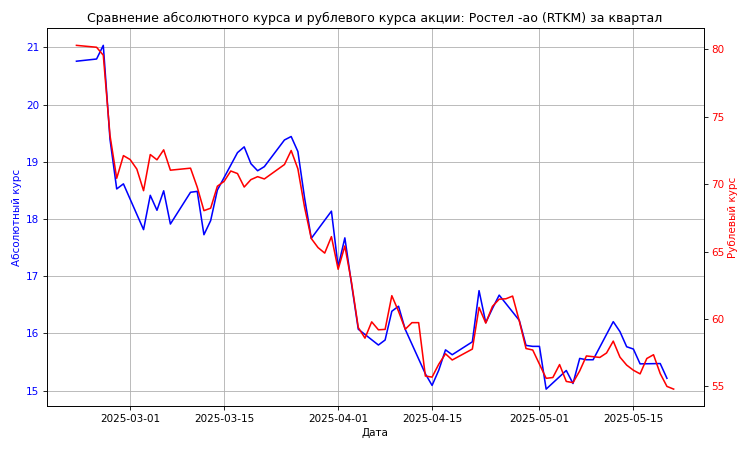 Сравнение абсолютного курса и рублевого курса акции: Ростел -ао (RTKM) за квартал
Абсолютный курс
21
20
19
18
17
16
15
80
75
70
65
60
55
Рублевый курс
2025-03-01 2025-03-15 2025-04-01 2025-04-15 2025-05-01 2025-05-15
Дата